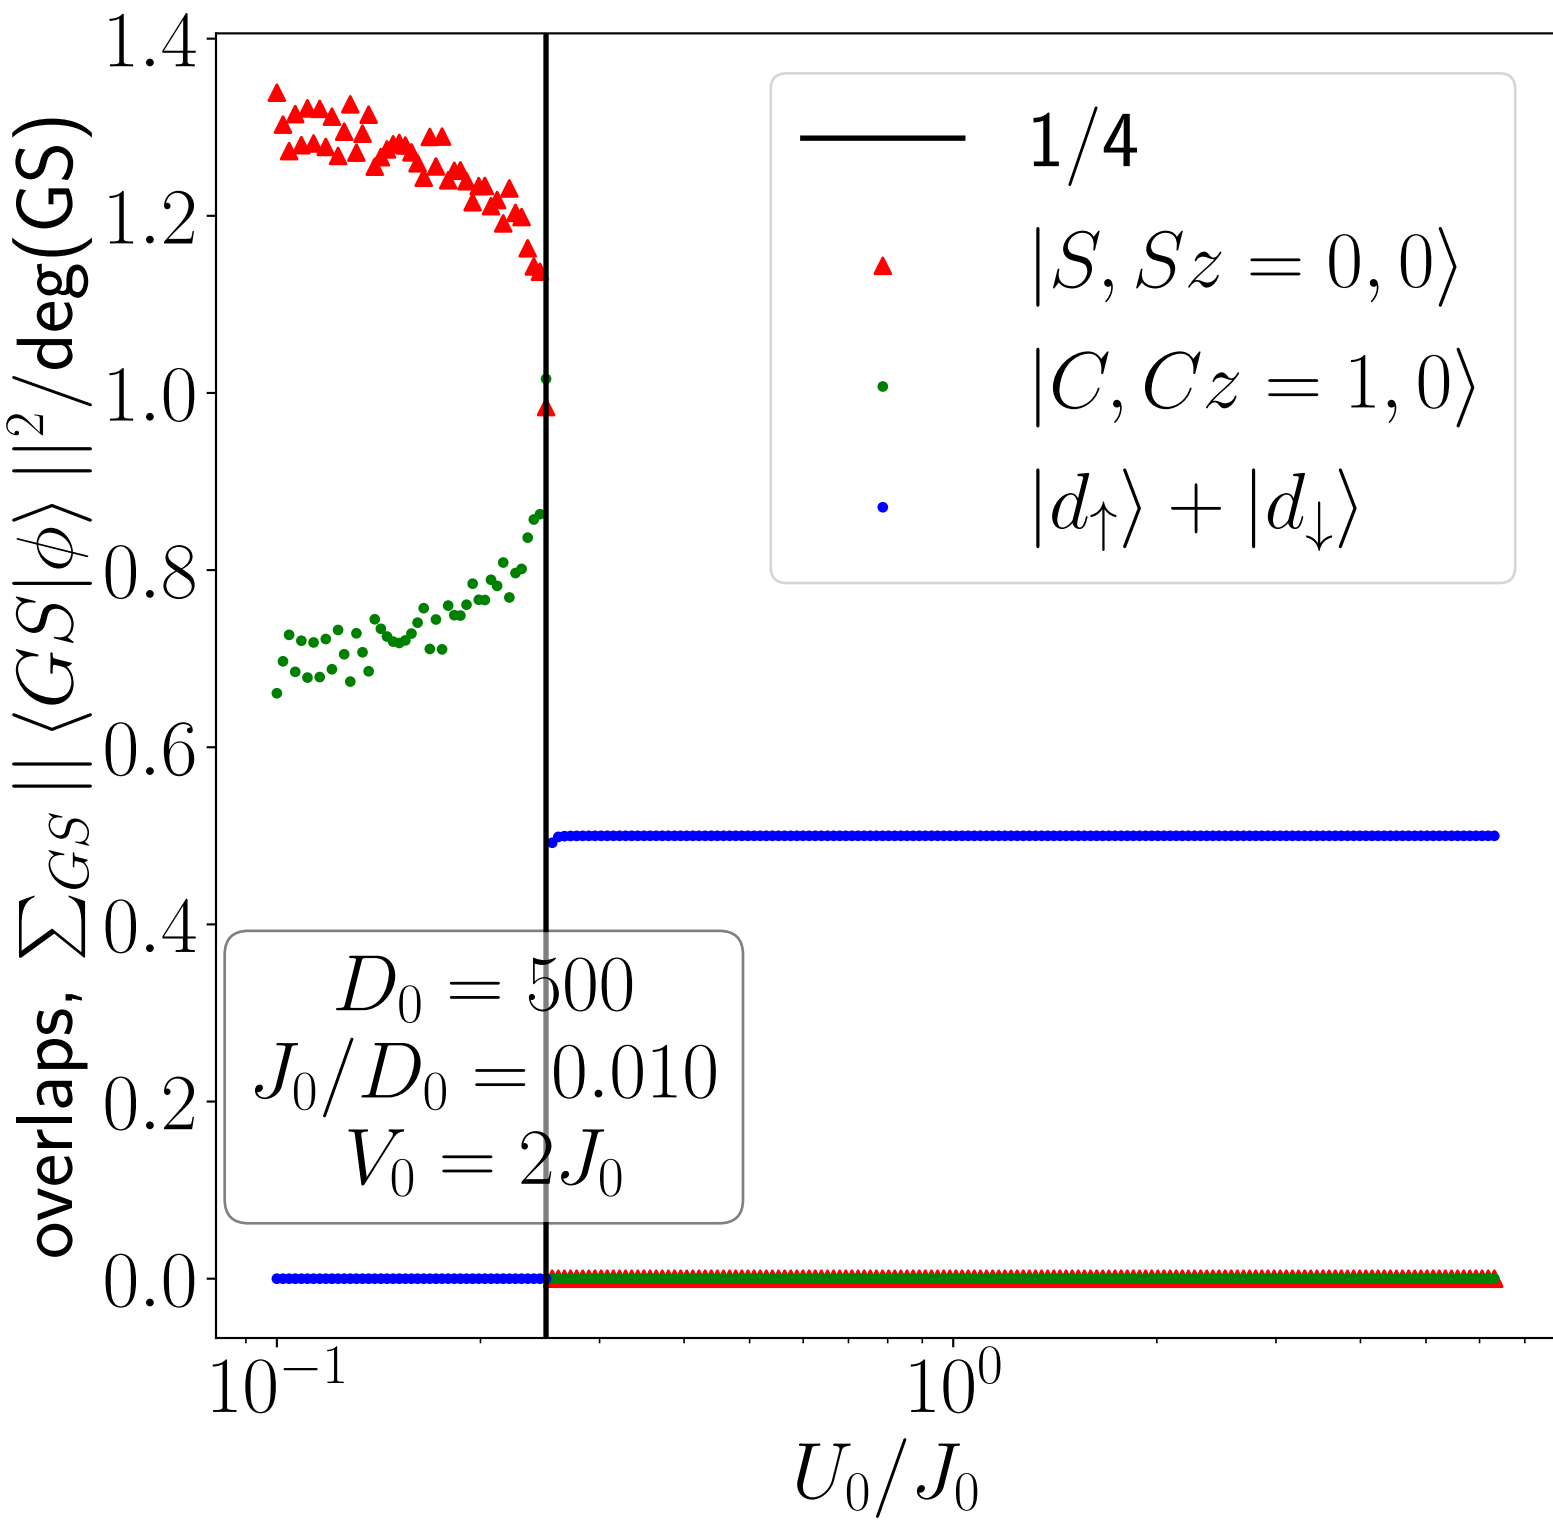 overlaps, ∑_{GS} ||⟨GS|ϕ⟩||²/deg(GS)
1.4
1.2
1.0
0.8
0.6
0.4
0.2
0.0
1/4
|S, Sz = 0, 0⟩
|C, Cz = 1, 0⟩
|d↑⟩ + |d↓⟩
D₀ = 500
J₀/D₀ = 0.010
V₀ = 2J₀
10⁻¹
10⁰
U₀/J₀